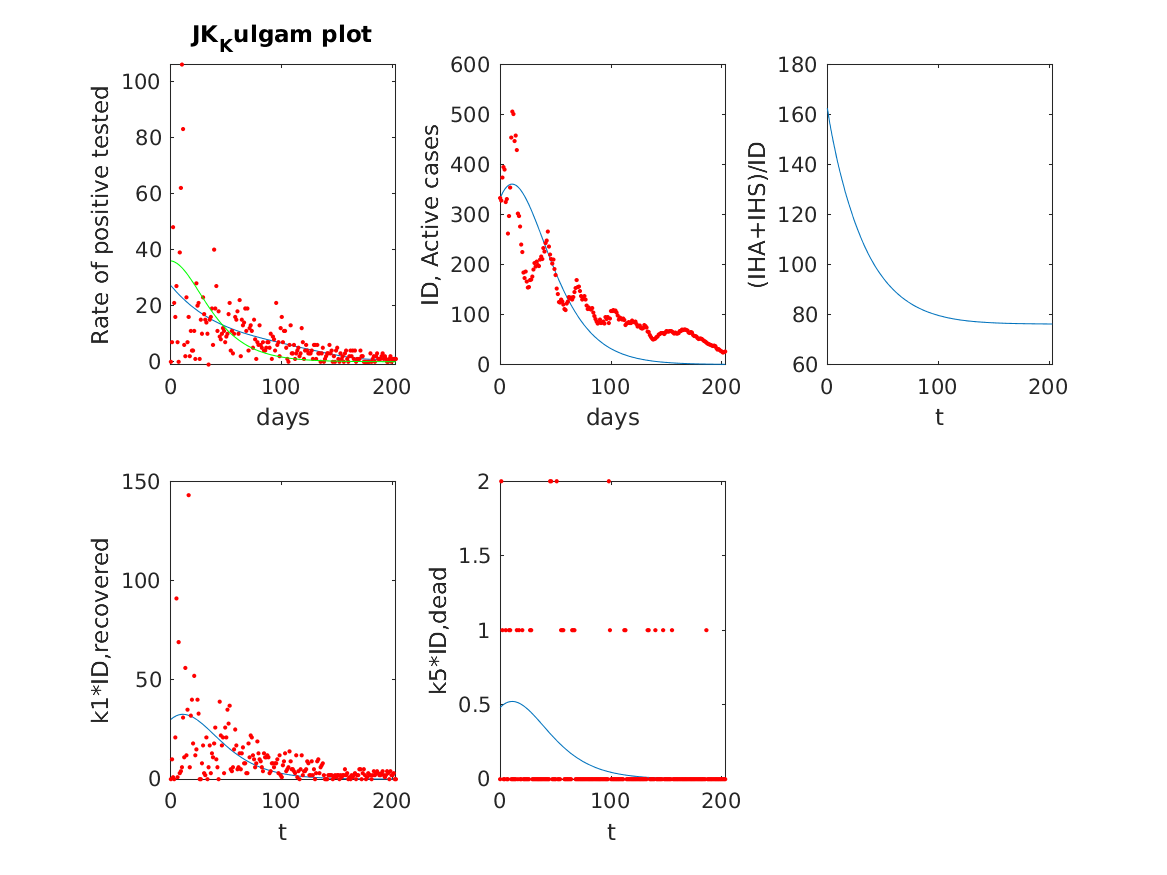 JK_Kulgam plot
100
80
60
40
20
0
0 100 200
Rate of positive tested
days
600
500
400
300
200
100
0
0 100 200
ID, Active cases
days
180
160
140
120
100
80
60
0 100 200
(IHA+IHS)/ID
t
150
100
50
0
0 100 200
k1*ID,recovered
t
2
1.5
1
0.5
0
0 100 200
k5*ID,dead
t